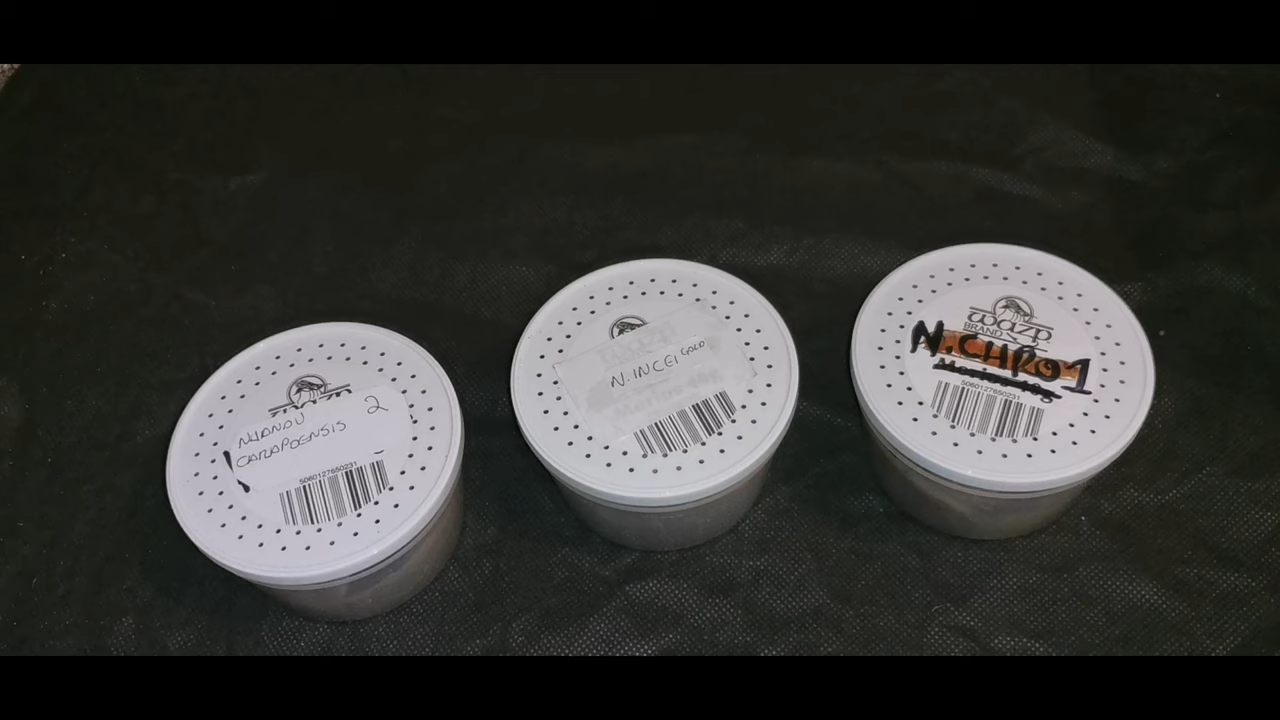 NHANDU 2
CARAPOENSIS
5060127650231
N. INCEI GOLD
wazp
BRAND
N.CHRO1
5060127650231